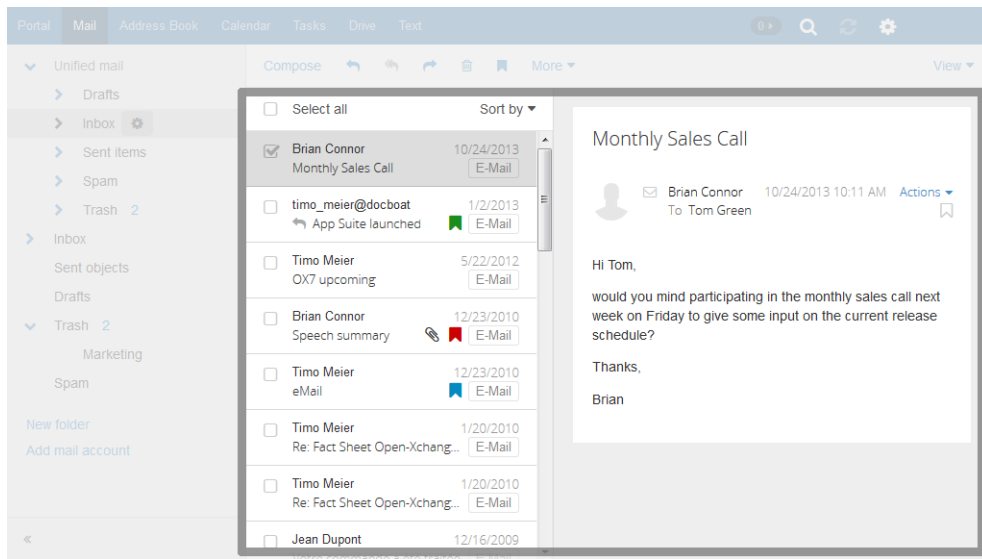 Portal Mail Address Book Calendar Tasks Drive Text 0
Unified mail
Drafts
Inbox
Sent items
Spam
Trash 2
Inbox
Sent objects
Drafts
Trash 2
Marketing
Spam
New folder
Add mail account
«
Compose More View
Select all Sort by
Brian Connor 10/24/2013
Monthly Sales Call E-Mail
timo_meier@docboat 1/2/2013
App Suite launched E-Mail
Timo Meier 5/22/2012
OX7 upcoming E-Mail
Brian Connor 12/23/2010
Speech summary E-Mail
Timo Meier 12/23/2010
eMail E-Mail
Timo Meier 1/20/2010
Re: Fact Sheet Open-Xchang... E-Mail
Timo Meier 1/20/2010
Re: Fact Sheet Open-Xchang... E-Mail
Jean Dupont 12/16/2009
Monthly Sales Call
Brian Connor 10/24/2013 10:11 AM Actions
To Tom Green
Hi Tom,
would you mind participating in the monthly sales call next
week on Friday to give some input on the current release
schedule?
Thanks,
Brian